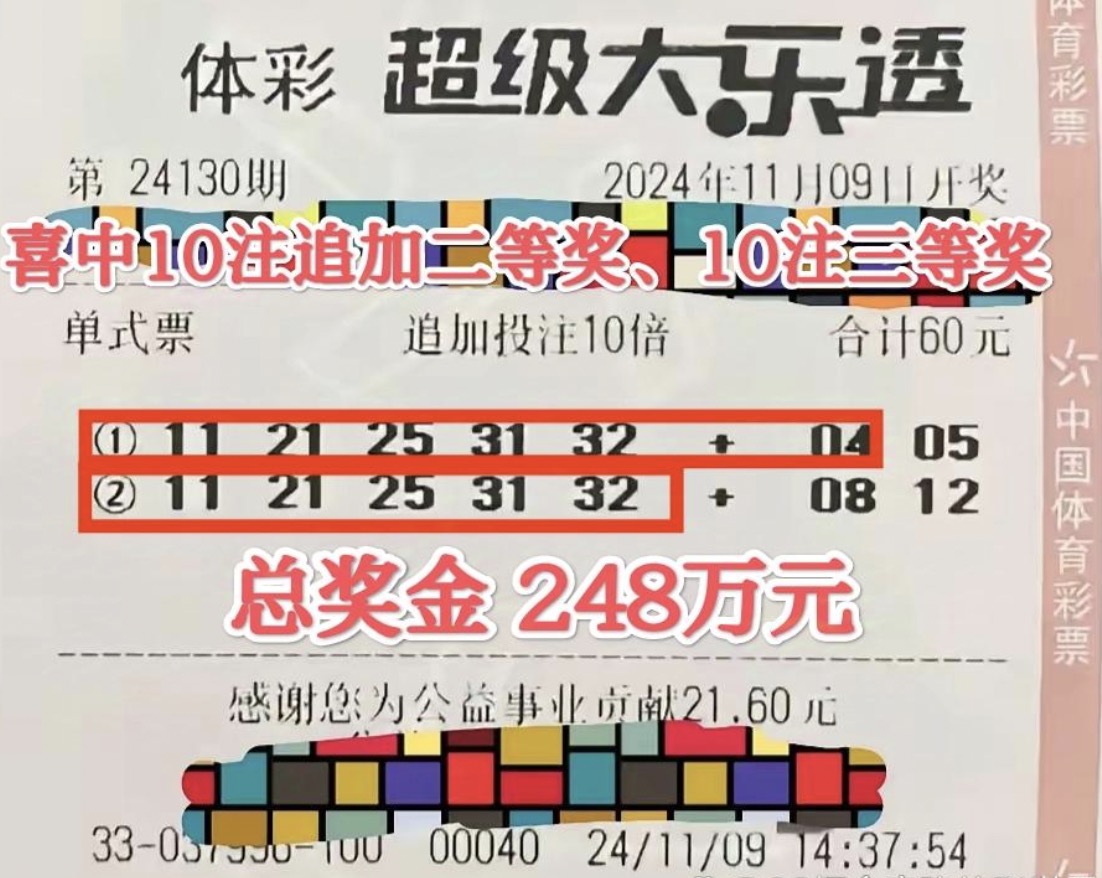 体彩 超级大乐透
第 24130期 2024年11月09日开奖
喜中10注追加二等奖、10注三等奖
单式票 追加投注10倍 合计60元
① 11 21 25 31 32 + 04 05
② 11 21 25 31 32 + 08 12
总奖金 248万元
感谢您为公益事业贡献21.60元
00040 24/11/09 14:37:54
体育彩票
中国体育彩票